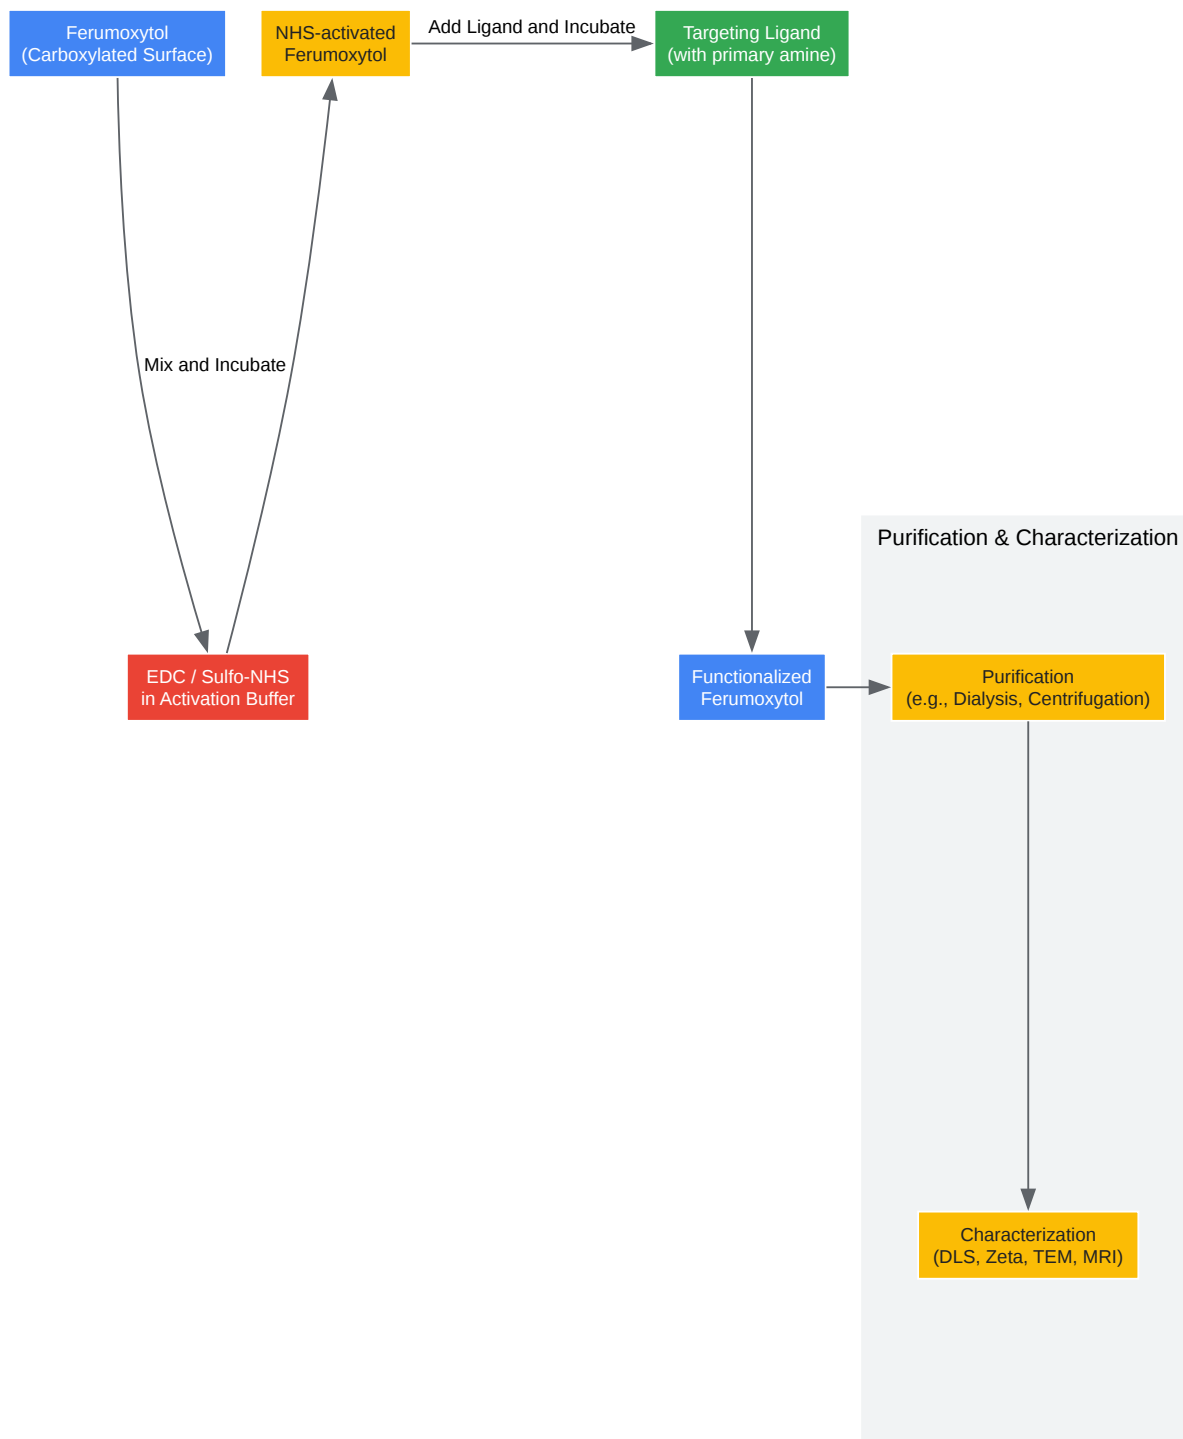 Ferumoxytol
(Carboxylated Surface)
NHS-activated
Ferumoxytol
Add Ligand and Incubate
Targeting Ligand
(with primary amine)
Mix and Incubate
Purification & Characterization
EDC / Sulfo-NHS
in Activation Buffer
Functionalized
Ferumoxytol
Purification
(e.g., Dialysis, Centrifugation)
Characterization
(DLS, Zeta, TEM, MRI)